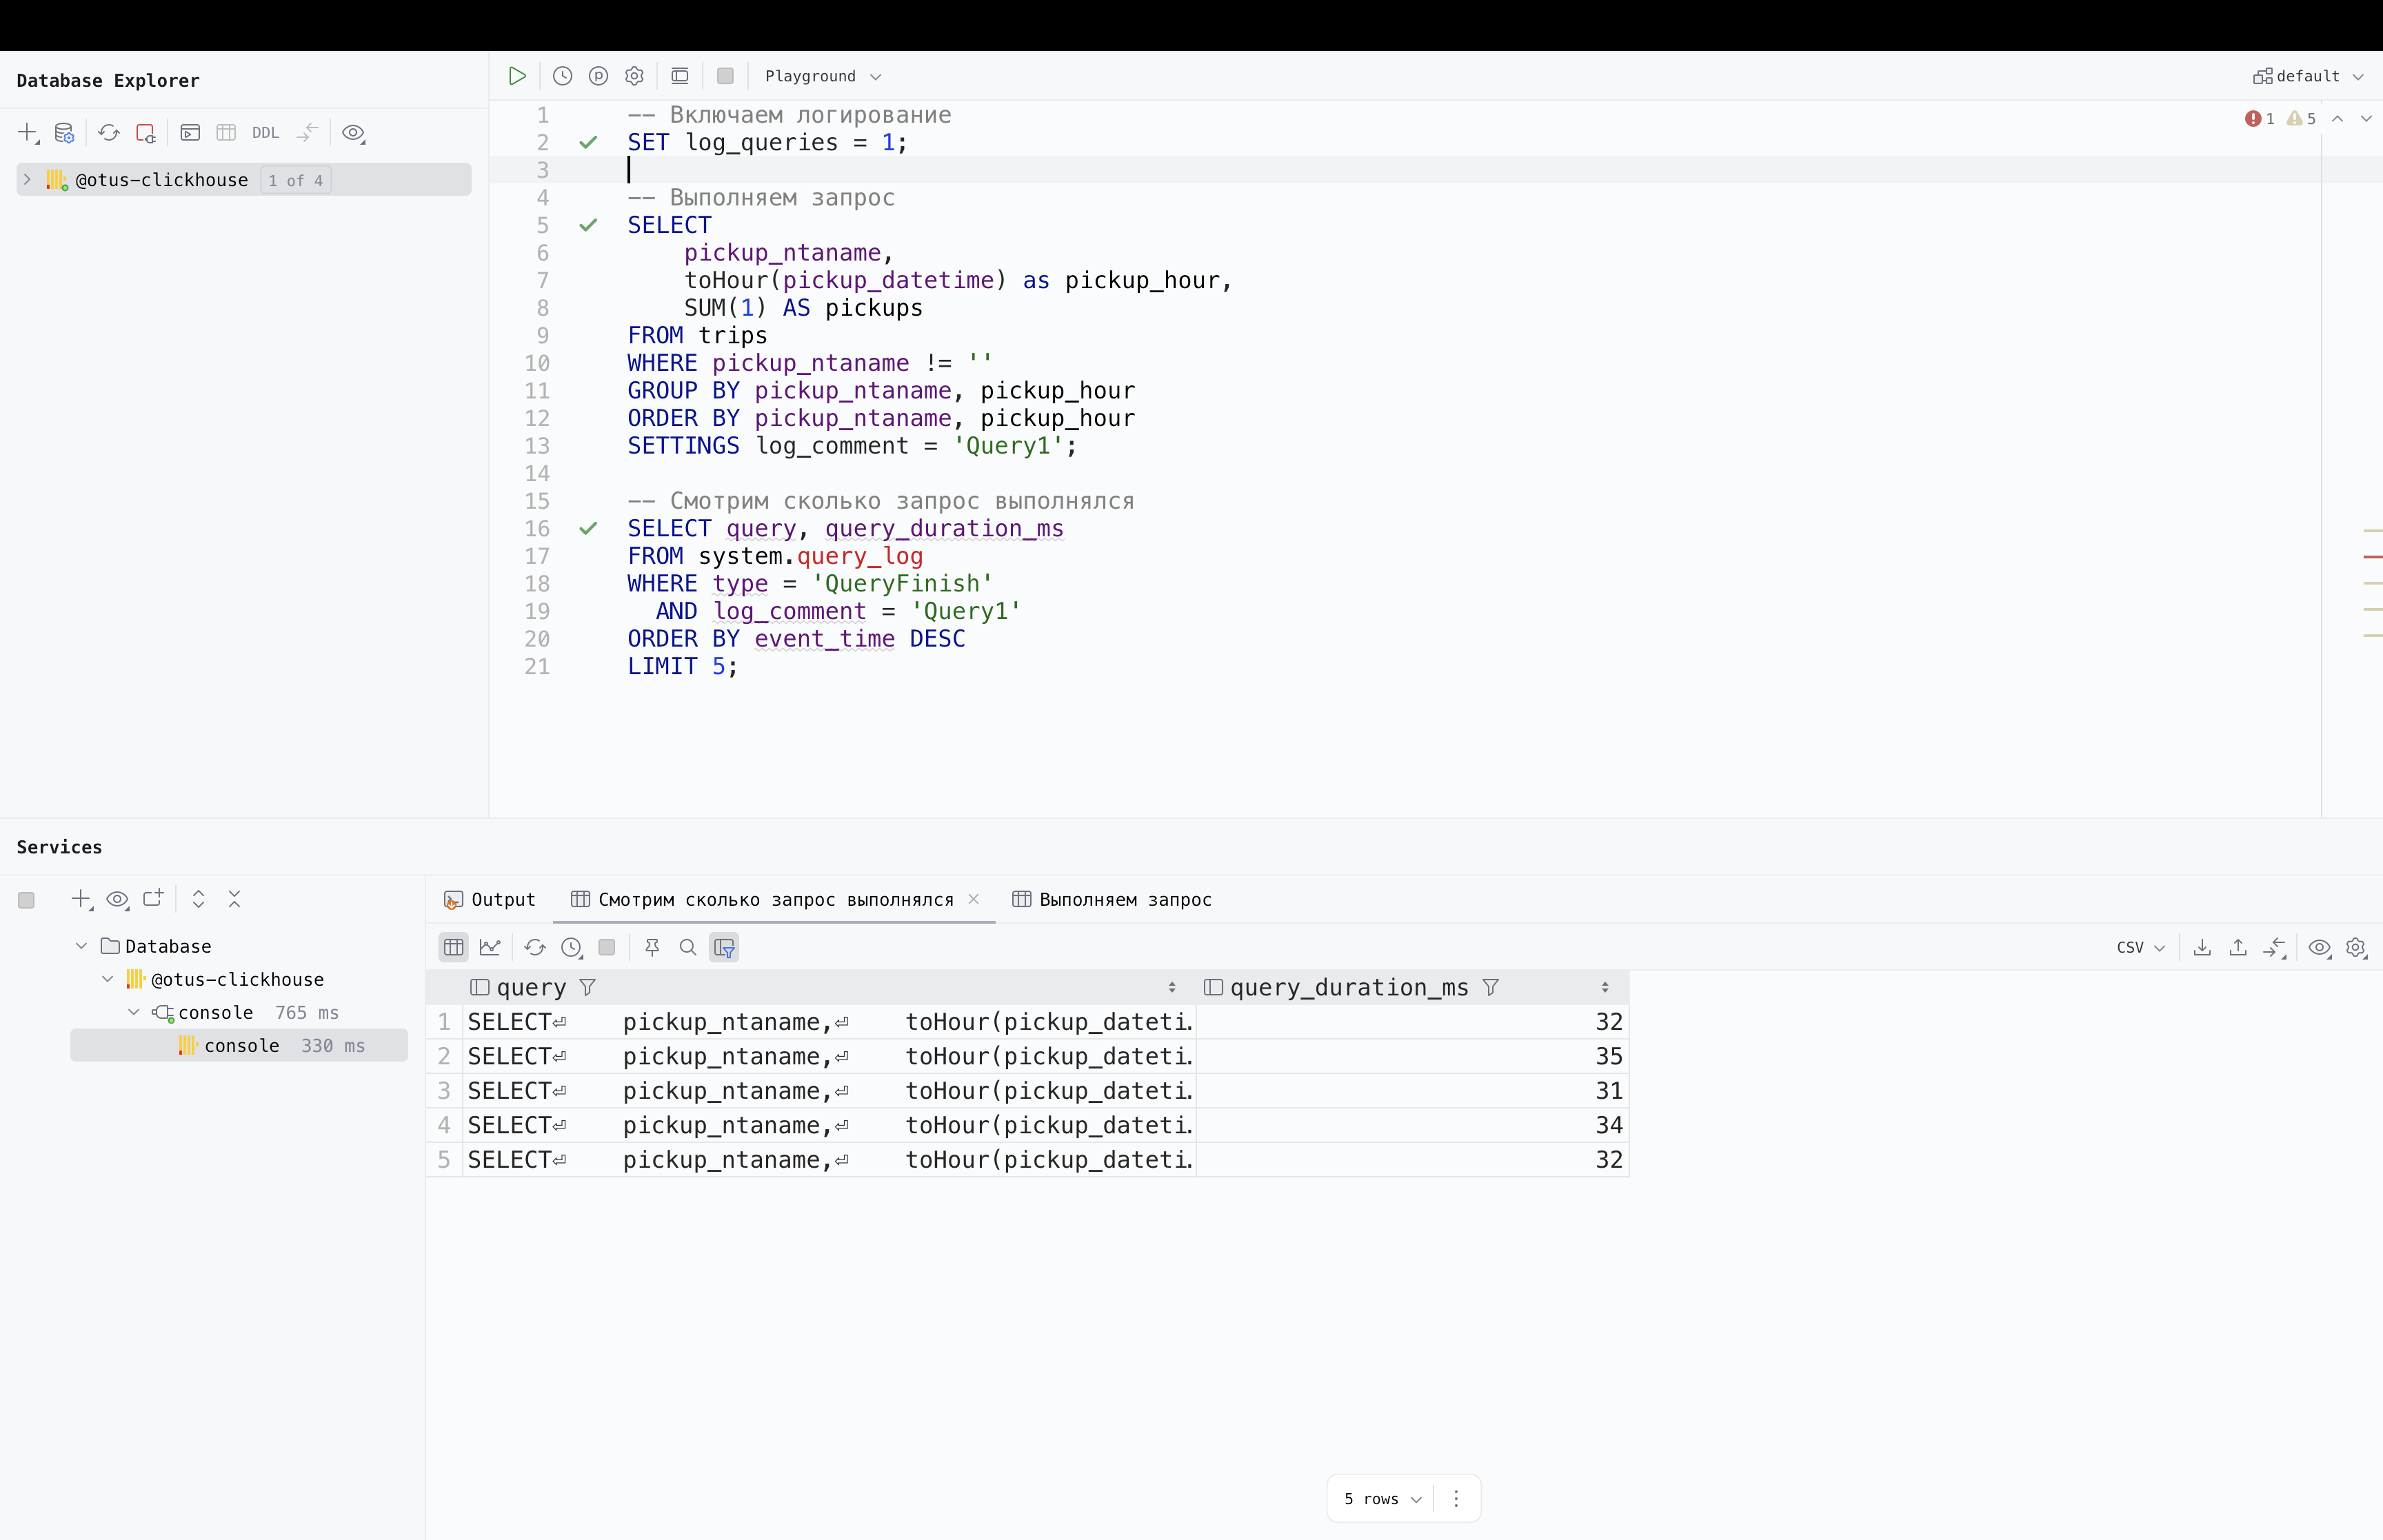 Database Explorer
DDL
@otus-clickhouse 1 of 4
Playground
default
1 5
1 -- Включаем логирование
2 SET log_queries = 1;
3
4 -- Выполняем запрос
5 SELECT
6 pickup_ntaname,
7 toHour(pickup_datetime) as pickup_hour,
8 SUM(1) AS pickups
9 FROM trips
10 WHERE pickup_ntaname != ''
11 GROUP BY pickup_ntaname, pickup_hour
12 ORDER BY pickup_ntaname, pickup_hour
13 SETTINGS log_comment = 'Query1';
14
15 -- Смотрим сколько запрос выполнялся
16 SELECT query, query_duration_ms
17 FROM system.query_log
18 WHERE type = 'QueryFinish'
19 AND log_comment = 'Query1'
20 ORDER BY event_time DESC
21 LIMIT 5;
Services
Database
@otus-clickhouse
console 765 ms
console 330 ms
Output Смотрим сколько запрос выполнялся Выполняем запрос
CSV
query query_duration_ms
1 SELECT⏎ pickup_ntaname,⏎ toHour(pickup_dateti. 32
2 SELECT⏎ pickup_ntaname,⏎ toHour(pickup_dateti. 35
3 SELECT⏎ pickup_ntaname,⏎ toHour(pickup_dateti. 31
4 SELECT⏎ pickup_ntaname,⏎ toHour(pickup_dateti. 34
5 SELECT⏎ pickup_ntaname,⏎ toHour(pickup_dateti. 32
5 rows